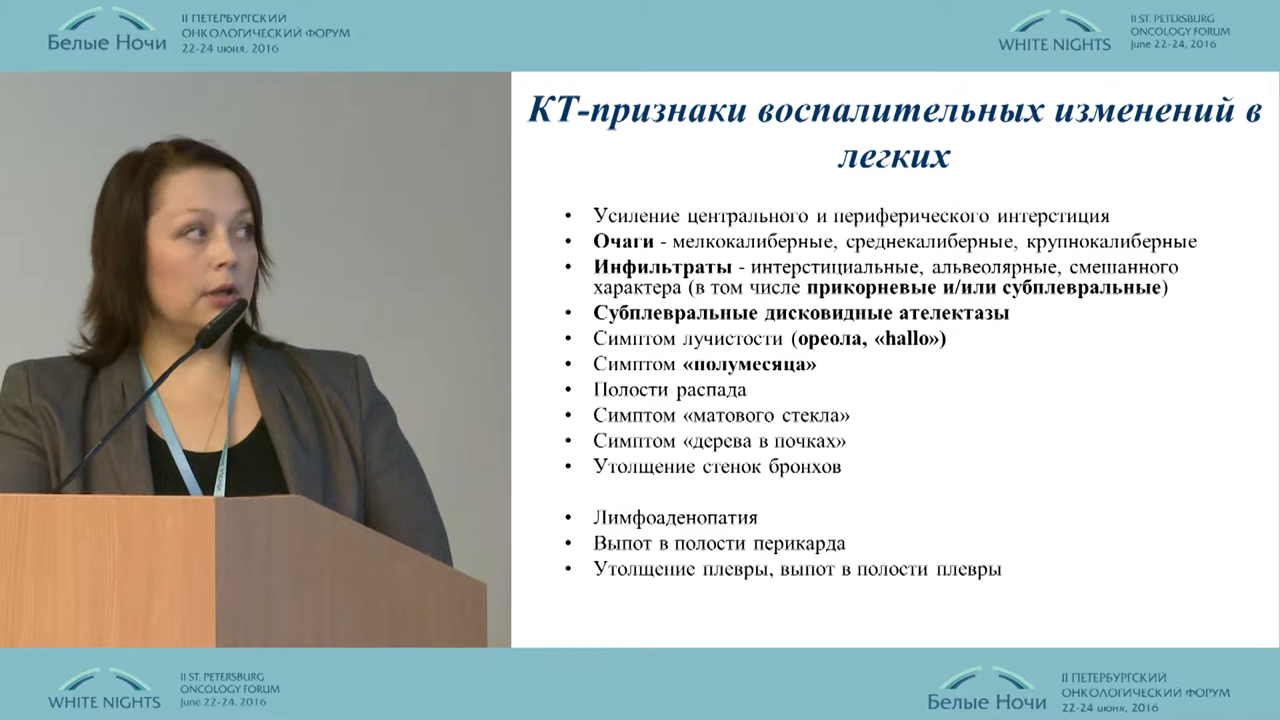 Белые Ночи
II ПЕТЕРБУРГСКИЙ
ОНКОЛОГИЧЕСКИЙ ФОРУМ
22-24 июня, 2016
WHITE NIGHTS
II ST. PETERSBURG
ONCOLOGY FORUM
June 22-24, 2016
КТ-признаки воспалительных изменений в
легких
• Усиление центрального и периферического интерстиция
• Очаги - мелкокалиберные, среднекалиберные, крупнокалиберные
• Инфильтраты - интерстициальные, альвеолярные, смешанного
характера (в том числе прикорневые и/или субплевральные)
• Субплевральные дисковидные ателектазы
• Симптом лучистости (ореола, «hallo»)
• Симптом «полумесяца»
• Полости распада
• Симптом «матового стекла»
• Симптом «дерева в почках»
• Утолщение стенок бронхов
• Лимфоаденопатия
• Выпот в полости перикарда
• Утолщение плевры, выпот в полости плевры
WHITE NIGHTS
II ST. PETERSBURG
ONCOLOGY FORUM
June 22-24, 2016
Белые Ночи
II ПЕТЕРБУРГСКИЙ
ОНКОЛОГИЧЕСКИЙ ФОРУМ
22-24 июня, 2016